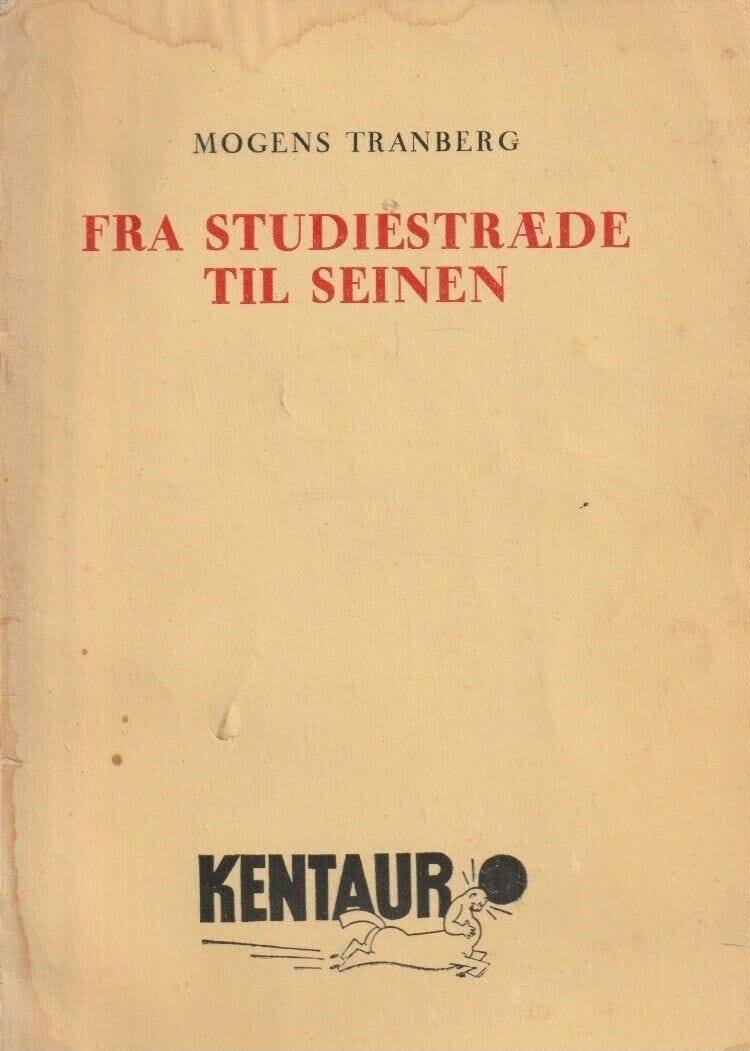 MOGENS TRANBERG
FRA STUDIESTRÆDE
TIL SEINEN
KENTAUR